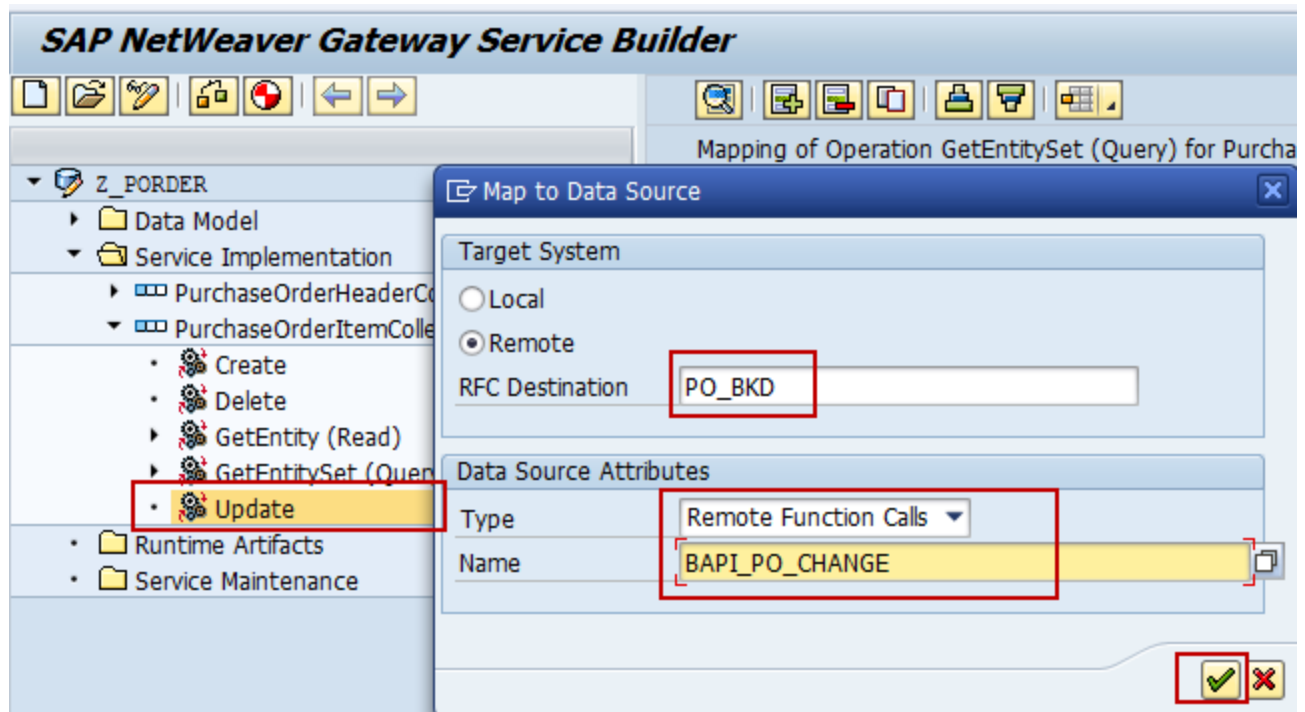 SAP NetWeaver Gateway Service Builder
Mapping of Operation GetEntitySet (Query) for Purcha
Z_PORDER
Data Model
Service Implementation
PurchaseOrderHeaderCo
PurchaseOrderItemColle
Create
Delete
GetEntity (Read)
GetEntitySet (Quer
Update
Runtime Artifacts
Service Maintenance
Map to Data Source
Target System
Local
Remote
RFC Destination PO_BKD
Data Source Attributes
Type Remote Function Calls
Name BAPI_PO_CHANGE